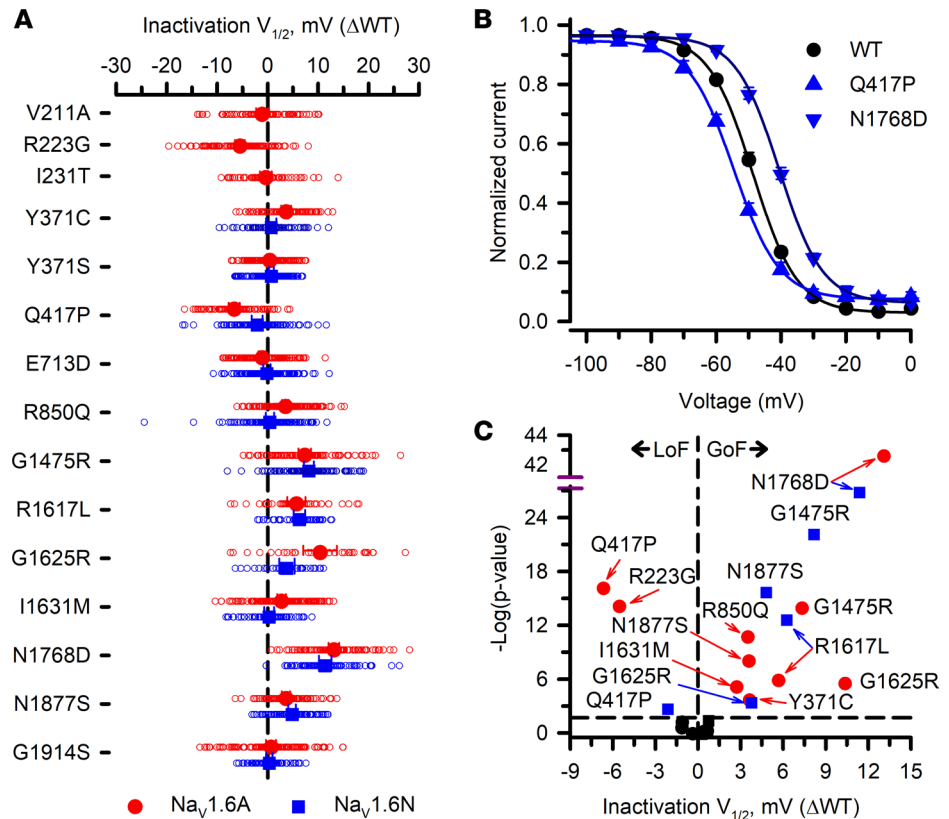 A
Inactivation V1/2, mV (ΔWT)
-30 -20 -10 0 10 20 30
V211A
R223G
I231T
Y371C
Y371S
Q417P
E713D
R850Q
G1475R
R1617L
G1625R
I1631M
N1768D
N1877S
G1914S
NaV1.6A NaV1.6N
B
Normalized current
1.0
0.8
0.6
0.4
0.2
0.0
WT
Q417P
N1768D
-100 -80 -60 -40 -20 0
Voltage (mV)
C
-Log(p-value)
44
42
24
18
12
6
0
LoF GoF
N1768D
G1475R
Q417P
R223G
N1877S
R850Q
G1475R
N1877S
I1631M
R1617L
G1625R
G1625R
Q417P
Y371C
-9 -6 -3 0 3 6 9 12 15
Inactivation V1/2, mV (ΔWT)